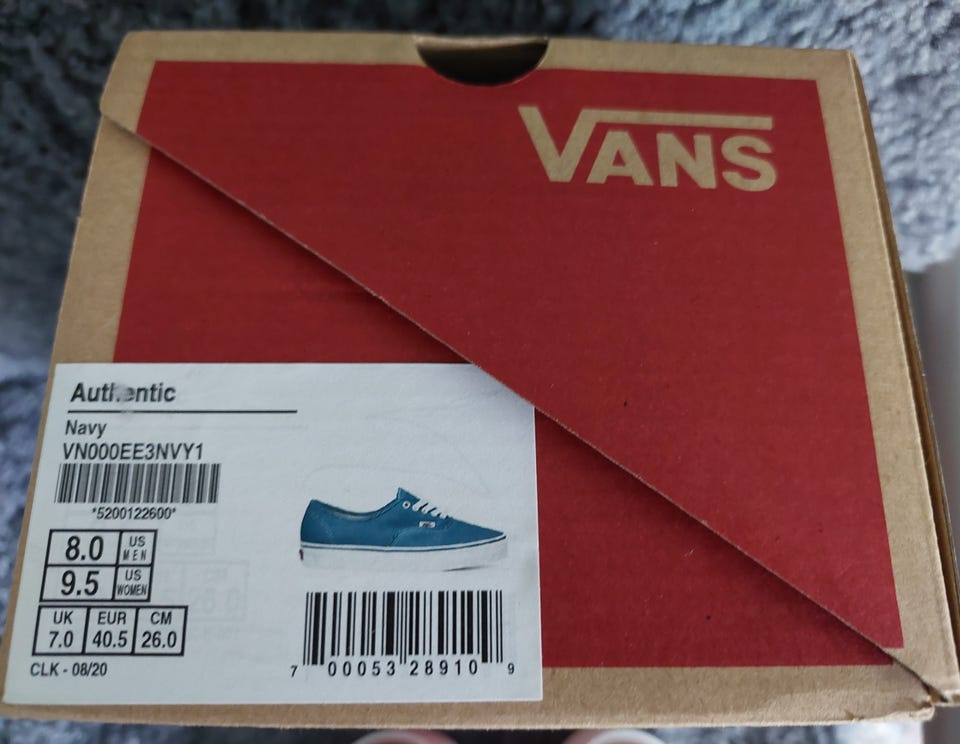 VANS
Authentic
Navy
VN000EE3NVY1
*5200122600*
8.0 US MEN
9.5 US WOMEN
UK EUR CM
7.0 40.5 26.0
CLK - 08/20
7 00053 28910 9